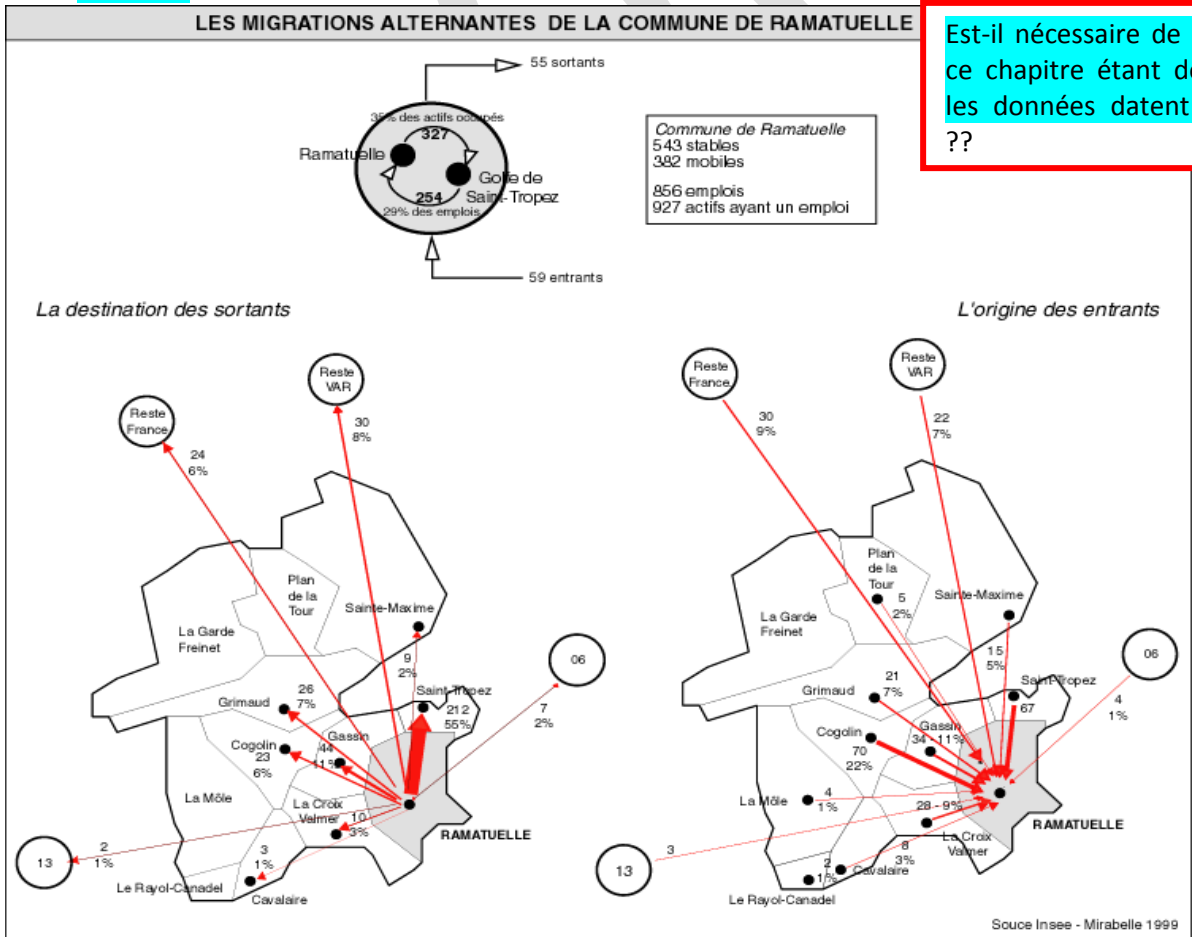 LES MIGRATIONS ALTERNANTES DE LA COMMUNE DE RAMATUELLE
Est-il nécessaire de
ce chapitre étant
les données datent
??
55 sortants
35% des actifs occupés
327
Ramatuelle
Golfe de
Saint-Tropez
254
29% des emplois
59 entrants
Commune de Ramatuelle
543 stables
382 mobiles
856 emplois
927 actifs ayant un emploi
La destination des sortants
Reste
VAR
Reste
France
30
8%
24
6%
Plan
de la
Tour
Sainte-Maxime
La Garde
Freinet
9
2%
06
Saint-Tropez
212
55%
7
2%
26
7%
Grimaud
Gassin
44
11%
Cogolin
23
6%
La Môle
La Croix
Valmer
10
3%
RAMATUELLE
2
1%
13
3
1%
Le Rayol-Canadel
Cavalaire
L'origine des entrants
Reste
France
Reste
VAR
30
9%
22
7%
Plan
de la
Tour
5
2%
Sainte-Maxime
La Garde
Freinet
15
5%
06
Saint-Tropez
67
4
1%
21
7%
Grimaud
Gassin
34 - 11%
Cogolin
70
22%
La Môle
4
1%
28 - 9%
La Croix
Valmer
RAMATUELLE
3
13
8
3%
2
1%
Cavalaire
Le Rayol-Canadel
Souce Insee - Mirabelle 1999